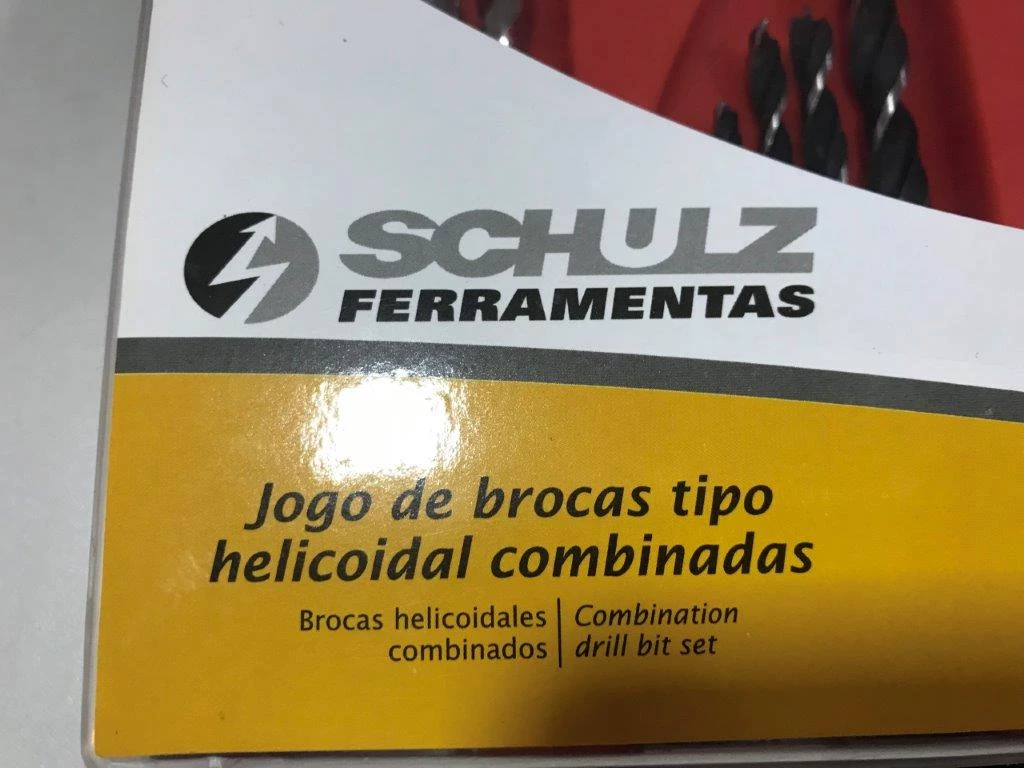 SCHULZ
FERRAMENTAS
Jogo de brocas tipo
helicoidal combinadas
Brocas helicoidales
combinados
Combination
drill bit set